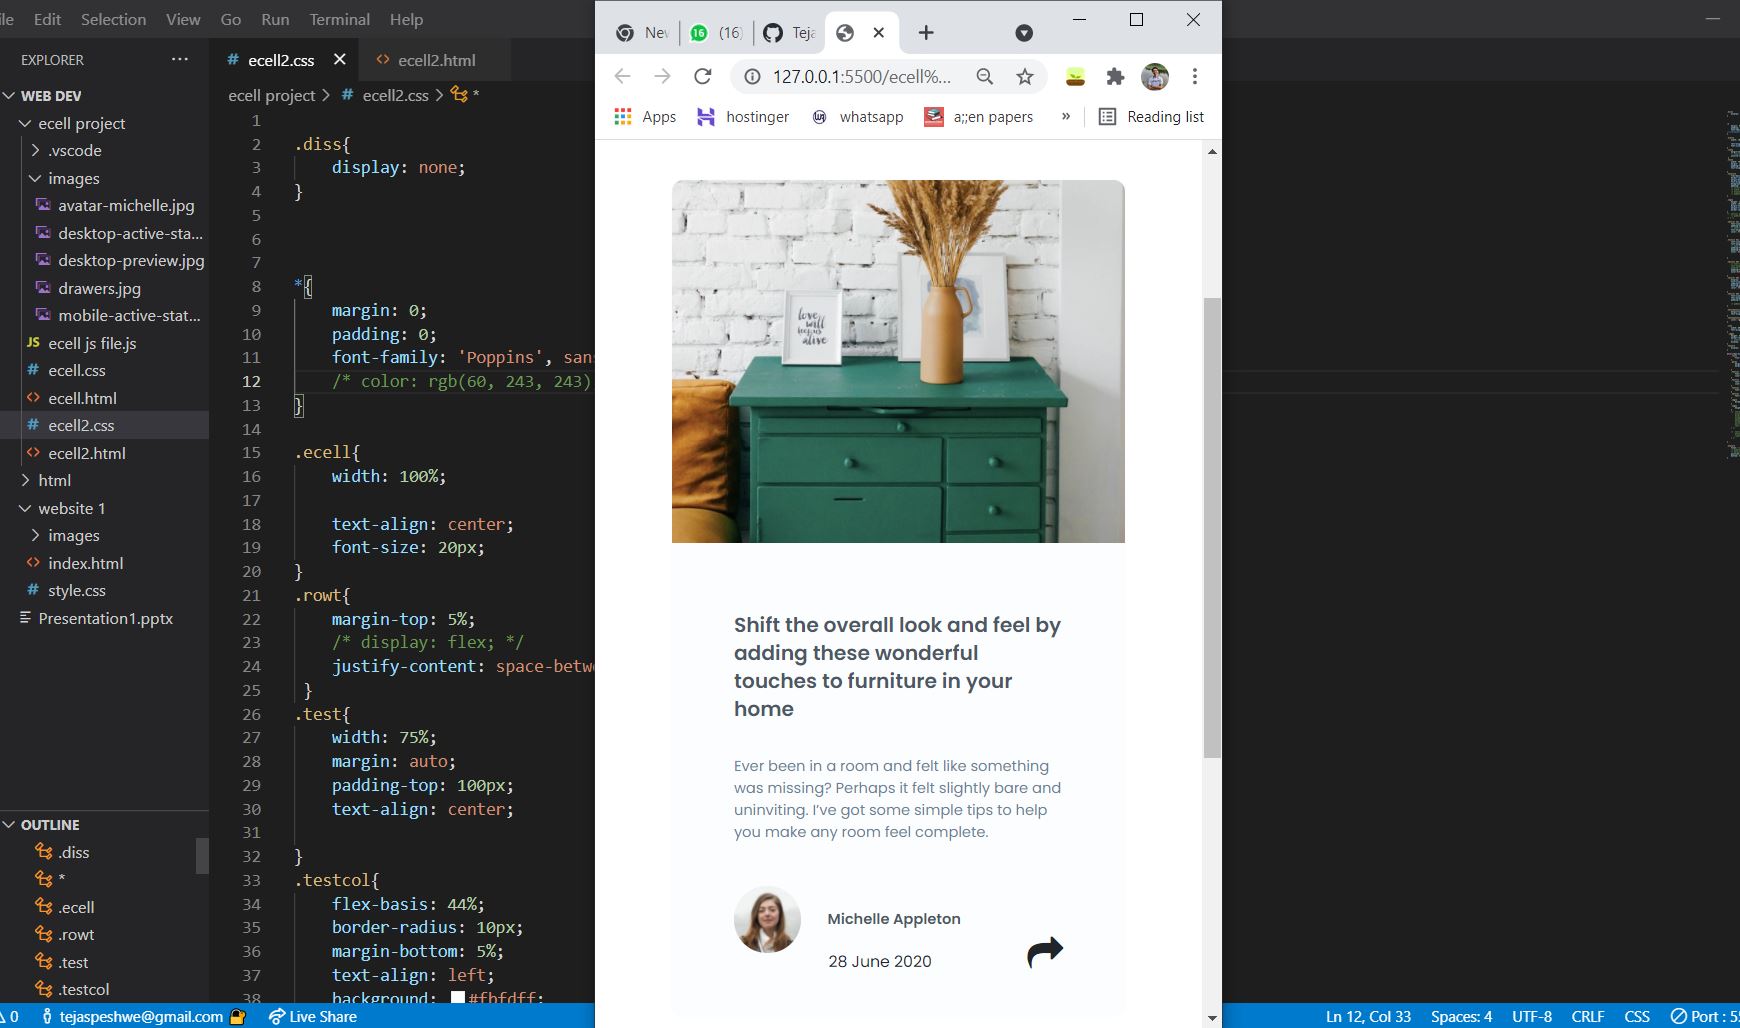 Edit Selection View Go Run Terminal Help
EXPLORER
WEB DEV
ecell project
.vscode
images
avatar-michelle.jpg
desktop-active-sta...
desktop-preview.jpg
drawers.jpg
mobile-active-stat...
JS ecell js file.js
# ecell.css
<> ecell.html
# ecell2.css
<> ecell2.html
html
website 1
images
<> index.html
# style.css
Presentation1.pptx
OUTLINE
.diss
*
.ecell
.rowt
.test
.testcol
# ecell2.css
<> ecell2.html
ecell project > # ecell2.css > *
1
2 .diss{
3 display: none;
4 }
5
6
7
8 *{
9 margin: 0;
10 padding: 0;
11 font-family: 'Poppins', sans
12 /* color: rgb(60, 243, 243)
13 }
14
15 .ecell{
16 width: 100%;
17
18 text-align: center;
19 font-size: 20px;
20 }
21 .rowt{
22 margin-top: 5%;
23 /* display: flex; */
24 justify-content: space-betwe
25 }
26 .test{
27 width: 75%;
28 margin: auto;
29 padding-top: 100px;
30 text-align: center;
31
32 }
33 .testcol{
34 flex-basis: 44%;
35 border-radius: 10px;
36 margin-bottom: 5%;
37 text-align: left;
38 background: #fbfdff;
Nev
16 (16)
Teja
127.0.0.1:5500/ecell%...
Apps
hostinger
whatsapp
a;;en papers
»
Reading list
love
will
alive
Shift the overall look and feel by
adding these wonderful
touches to furniture in your
home
Ever been in a room and felt like something
was missing? Perhaps it felt slightly bare and
uninviting. I’ve got some simple tips to help
you make any room feel complete.
Michelle Appleton
28 June 2020
0 tejaspeshwe@gmail.com Live Share
Ln 12, Col 33 Spaces: 4 UTF-8 CRLF CSS Port : 55